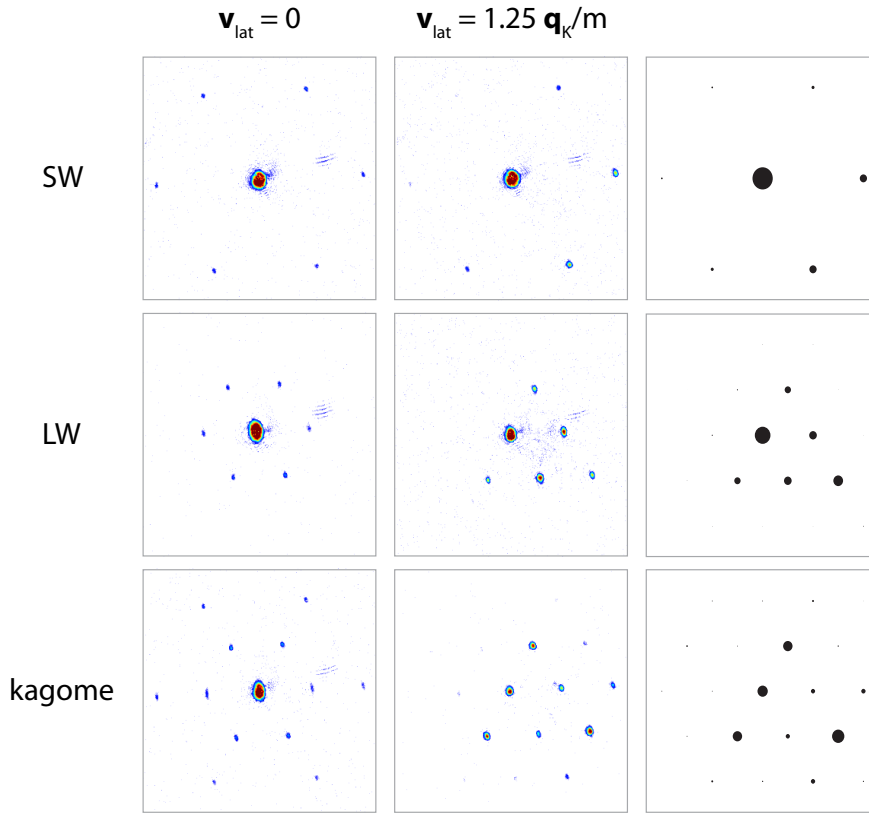 v_lat = 0
v_lat = 1.25 q_K/m
SW
LW
kagome